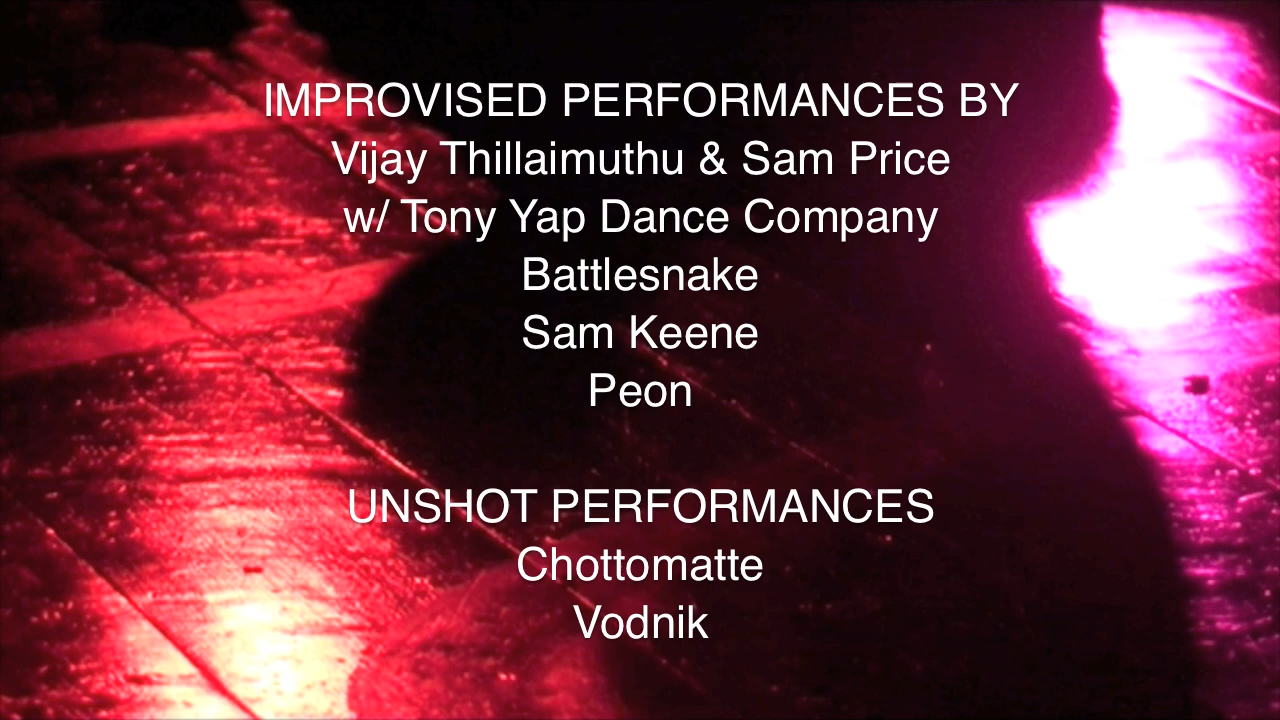 IMPROVISED PERFORMANCES BY
Vijay Thillaimuthu & Sam Price
w/ Tony Yap Dance Company
Battlesnake
Sam Keene
Peon
UNSHOT PERFORMANCES
Chottomatte
Vodnik